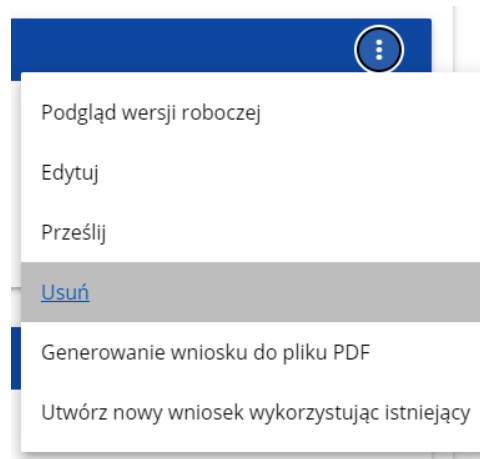 Podgląd wersji roboczej
Edytuj
Prześlij
Usuń
Generowanie wniosku do pliku PDF
Utwórz nowy wniosek wykorzystując istniejący